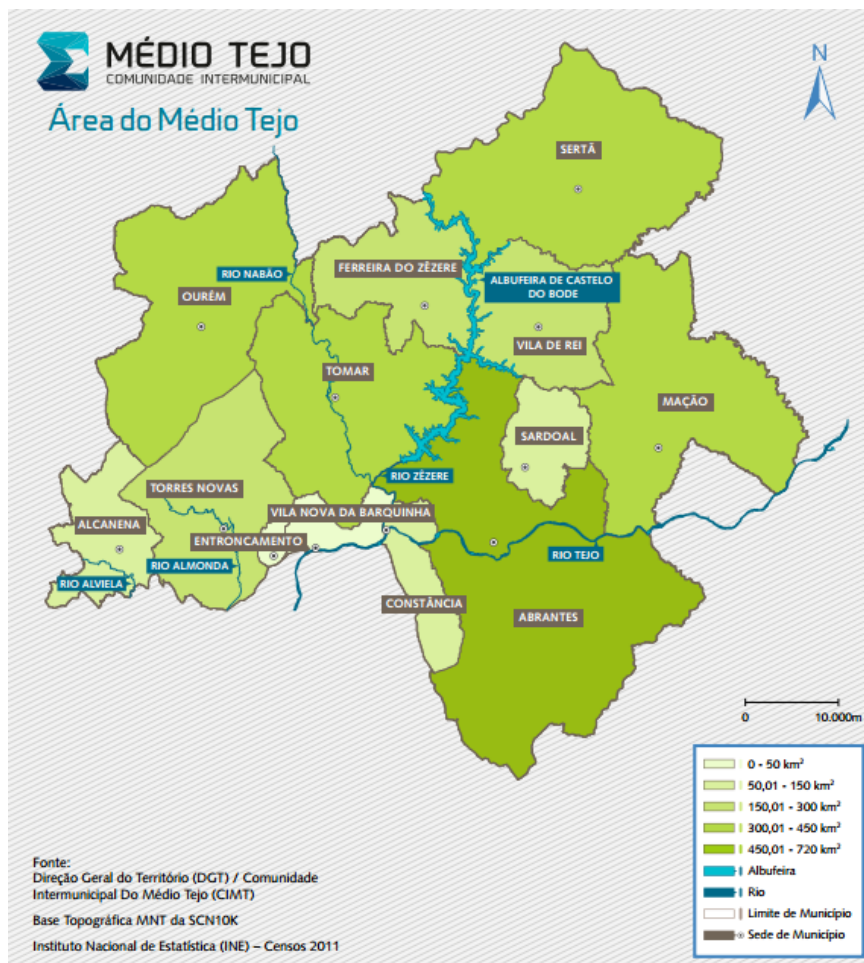 MÉDIO TEJO
COMUNIDADE INTERMUNICIPAL
Área do Médio Tejo
N
SERTÃ
RIO NABÃO
FERREIRA DO ZÊZERE
ALBUFEIRA DE CASTELO
DO BODE
OURÉM
VILA DE REI
TOMAR
MAÇÃO
SARDOAL
RIO ZÊZERE
TORRES NOVAS
VILA NOVA DA BARQUINHA
ALCANENA
ENTRONCAMENTO
RIO TEJO
RIO ALMONDA
RIO ALVIELA
CONSTÂNCIA
ABRANTES
0
10.000m
0 - 50 km²
50,01 - 150 km²
150,01 - 300 km²
300,01 - 450 km²
450,01 - 720 km²
Albufeira
Rio
Limite de Município
Sede de Município
Fonte:
Direção Geral do Território (DGT) / Comunidade
Intermunicipal Do Médio Tejo (CIMT)
Base Topográfica MNT da SCN10K
Instituto Nacional de Estatística (INE) – Censos 2011